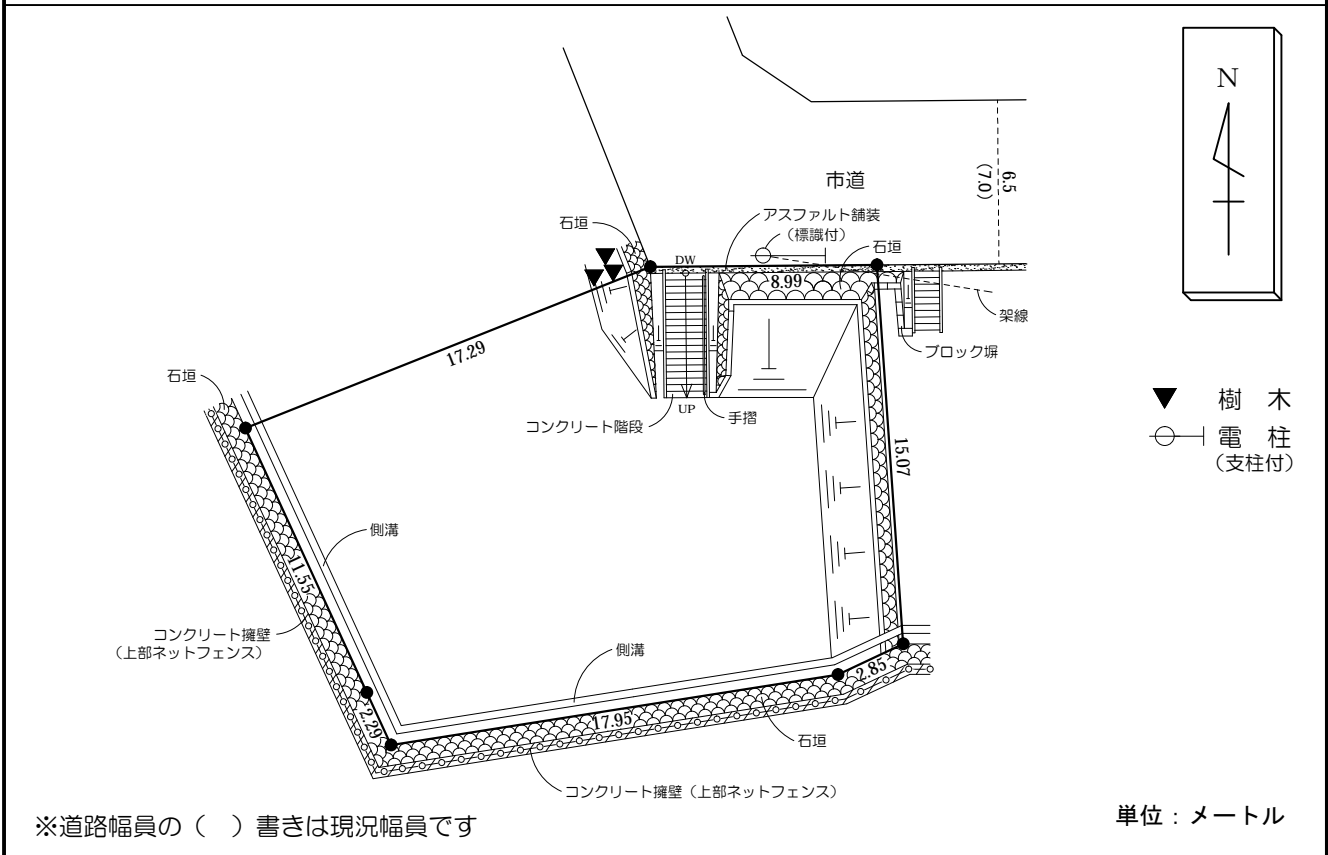 N
市道
6.5
(7.0)
アスファルト舗装
(標識付)
石垣
石垣
DW
8.99
架線
ブロック塀
17.29
石垣
UP
手摺
コンクリート階段
15.07
樹 木
電 柱
(支柱付)
側溝
11.55
コンクリート擁壁
(上部ネットフェンス)
側溝
2.85
2.29
17.95
石垣
コンクリート擁壁(上部ネットフェンス)
※道路幅員の( )書きは現況幅員です
単位:メートル